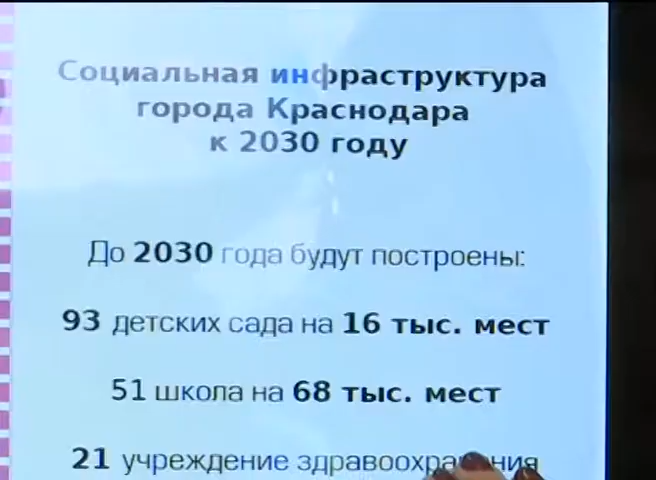 Социальная инфраструктура
города Краснодара
к 2030 году
До 2030 года будут построены:
93 детских сада на 16 тыс. мест
51 школа на 68 тыс. мест
21 учреждение здравоохранения